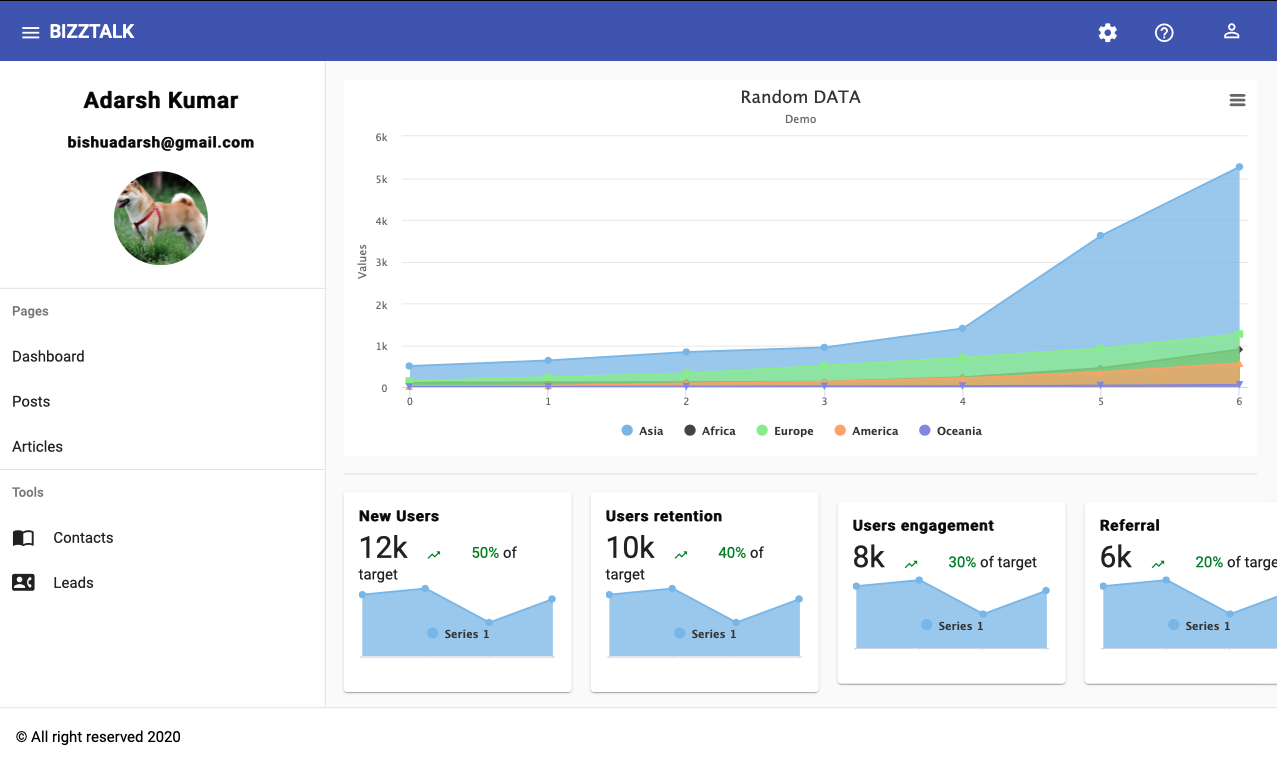 BIZZTALK
Adarsh Kumar
bishuadarsh@gmail.com
Pages
Dashboard
Posts
Articles
Tools
Contacts
Leads
Random DATA
Demo
Values
6k
5k
4k
3k
2k
1k
0
0 1 2 3 4 5 6
Asia Africa Europe America Oceania
New Users
12k 50% of
target
Series 1
Users retention
10k 40% of
target
Series 1
Users engagement
8k 30% of target
Series 1
Referral
6k 20% of targe
Series 1
© All right reserved 2020